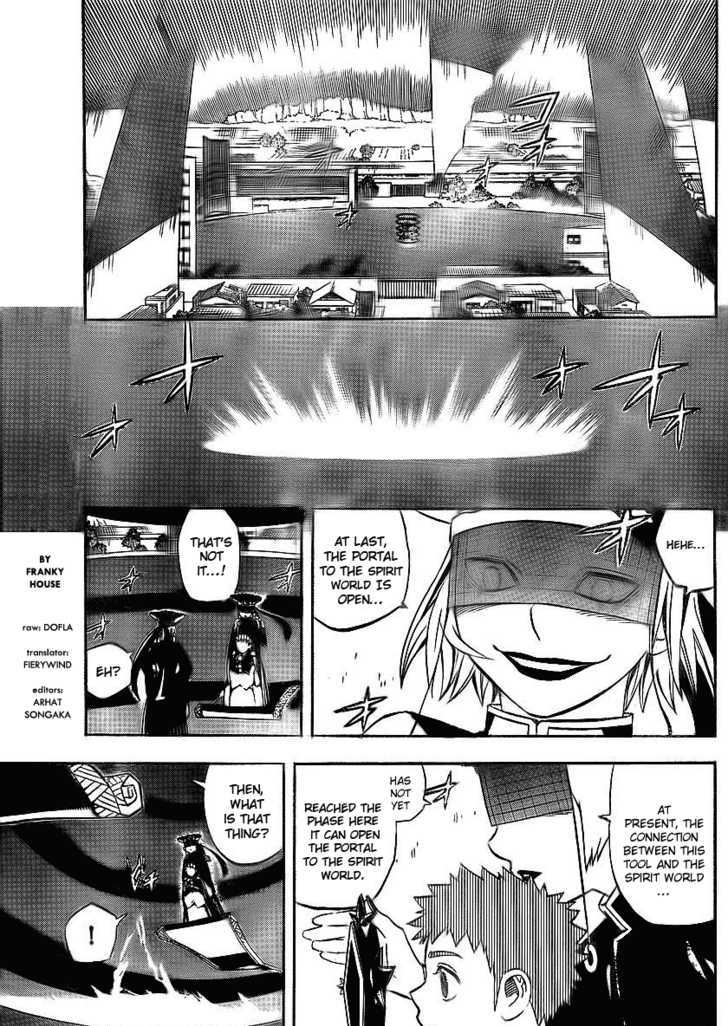 HEHE...
AT LAST,
THE PORTAL
TO THE SPIRIT
WORLD IS
OPEN...
THAT'S
NOT
IT...!
EH?
BY
FRANKY
HOUSE
raw: DOFLA
translator:
FIERYWIND
editors:
ARHAT
SONGAKA
AT
PRESENT, THE
CONNECTION
BETWEEN THIS
TOOL AND THE
SPIRIT WORLD
...
HAS
NOT
YET
REACHED THE
PHASE HERE
IT CAN OPEN
THE PORTAL
TO THE SPIRIT
WORLD.
THEN,
WHAT
IS THAT
THING?
!